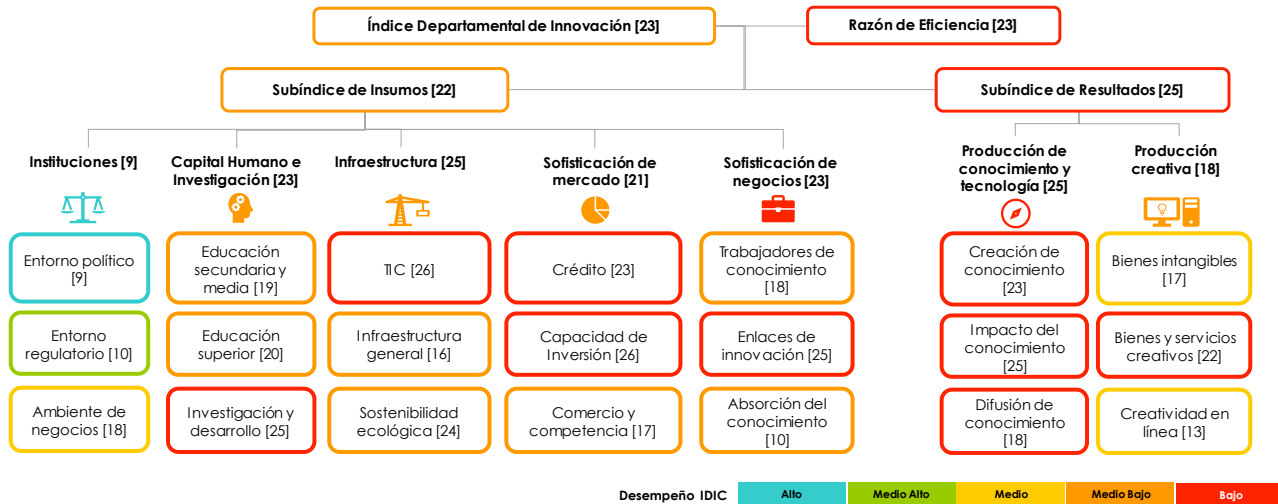 Índice Departamental de Innovación [23]
Razón de Eficiencia [23]
Subíndice de Insumos [22]
Subíndice de Resultados [25]
Instituciones [9]
Capital Humano e
Investigación [23]
Infraestructura [25]
Sofisticación de
mercado [21]
Sofisticación de
negocios [23]
Producción de
conocimiento y
tecnología [25]
Producción
creativa [18]
Entorno político
[9]
Educación
secundaria y
media [19]
TIC [26]
Crédito [23]
Trabajadores de
conocimiento
[18]
Creación de
conocimiento
[23]
Bienes intangibles
[17]
Entorno
regulatorio [10]
Educación
superior [20]
Infraestructura
general [16]
Capacidad de
Inversión [26]
Enlaces de
innovación [25]
Impacto del
conocimiento
[25]
Bienes y servicios
creativos [22]
Ambiente de
negocios [18]
Investigación y
desarrollo [25]
Sostenibilidad
ecológica [24]
Comercio y
competencia [17]
Absorción del
conocimiento
[10]
Difusión de
conocimiento
[18]
Creatividad en
línea [13]
Desempeño IDIC
Alto
Medio Alto
Medio
Medio Bajo
Bajo